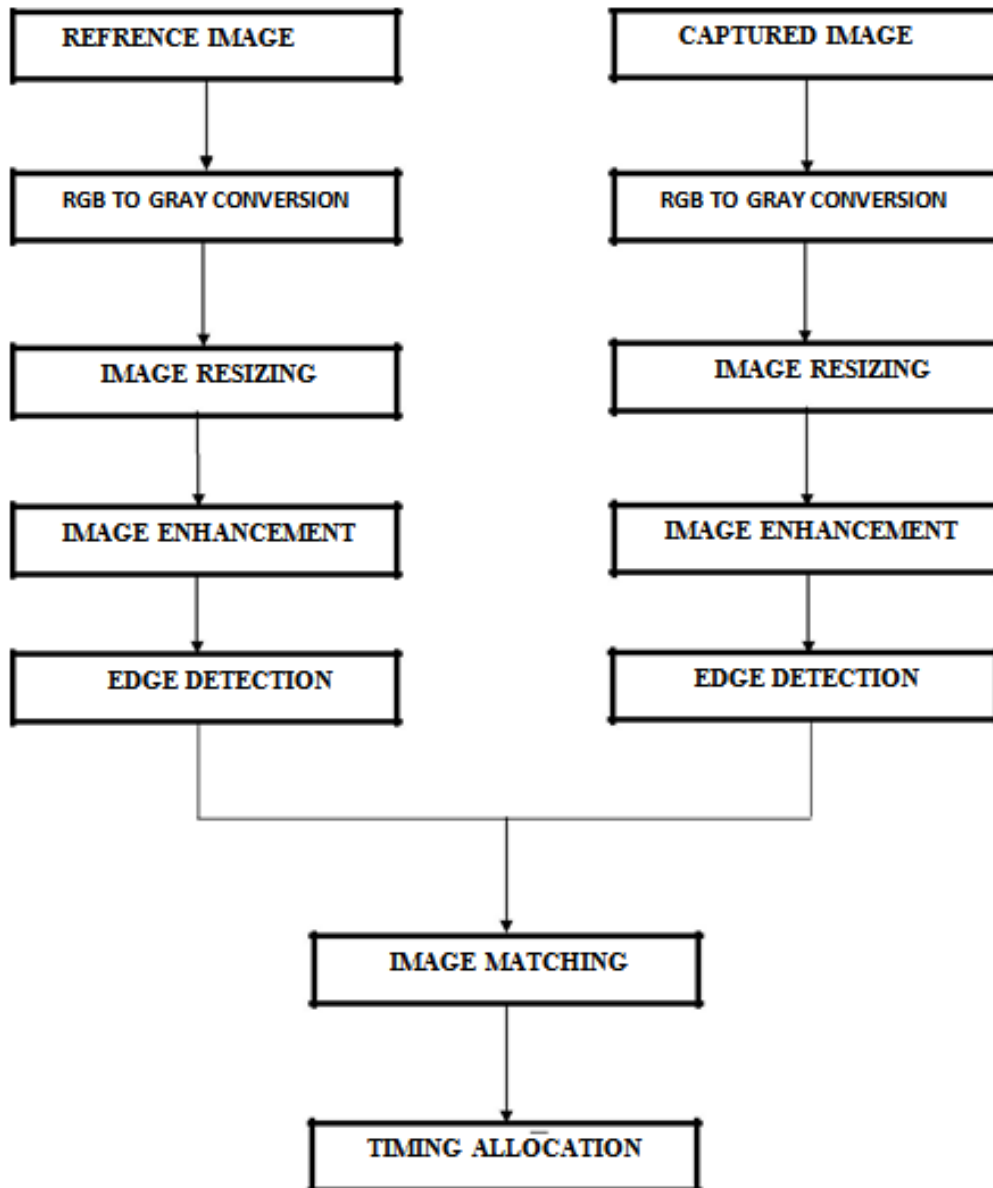 REFRENCE IMAGE
CAPTURED IMAGE
RGB TO GRAY CONVERSION
RGB TO GRAY CONVERSION
IMAGE RESIZING
IMAGE RESIZING
IMAGE ENHANCEMENT
IMAGE ENHANCEMENT
EDGE DETECTION
EDGE DETECTION
IMAGE MATCHING
TIMING ALLOCATION